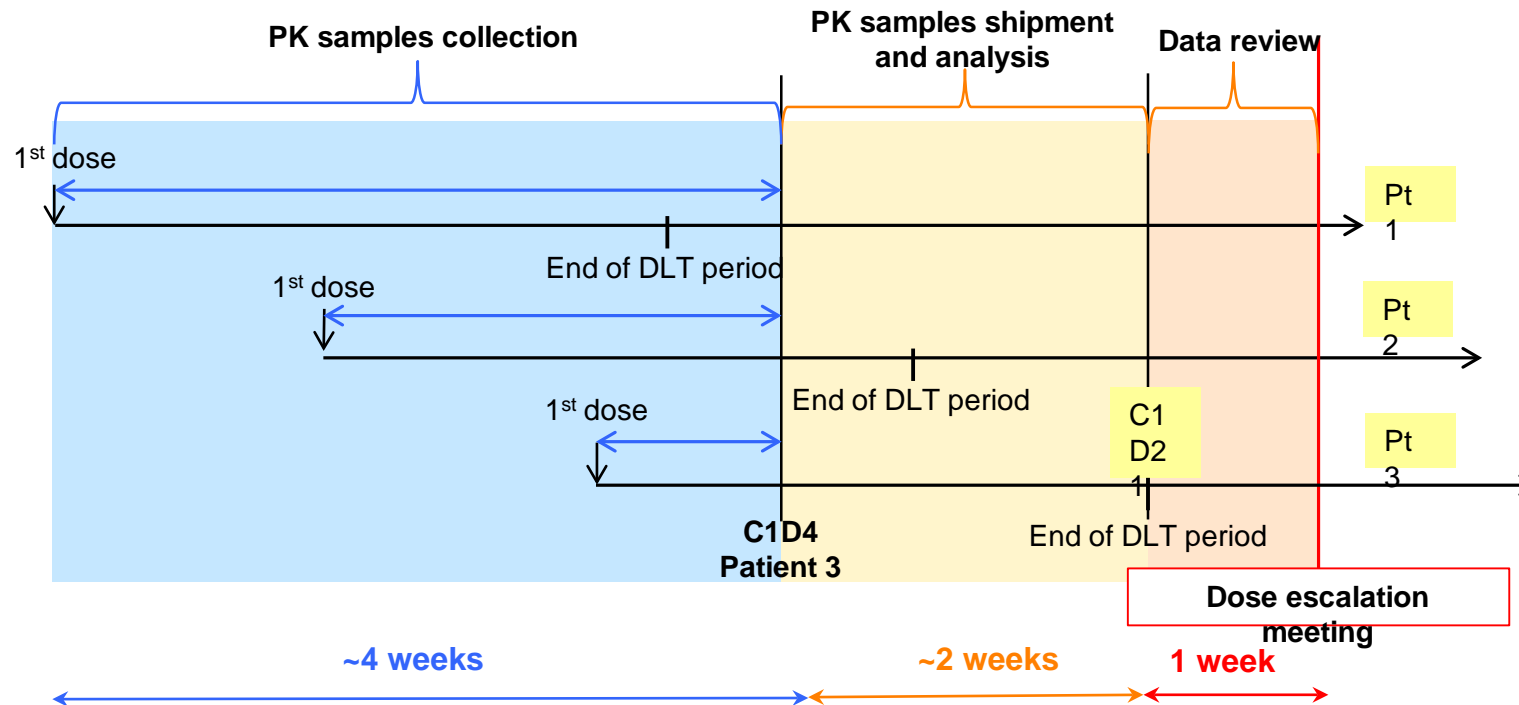 PK samples collection
PK samples shipment
and analysis
Data review
1st dose
Pt
1
End of DLT period
1st dose
Pt
2
End of DLT period
1st dose
C1
D2
1
Pt
3
End of DLT period
C1D4
Patient 3
Dose escalation
meeting
~4 weeks
~2 weeks
1 week